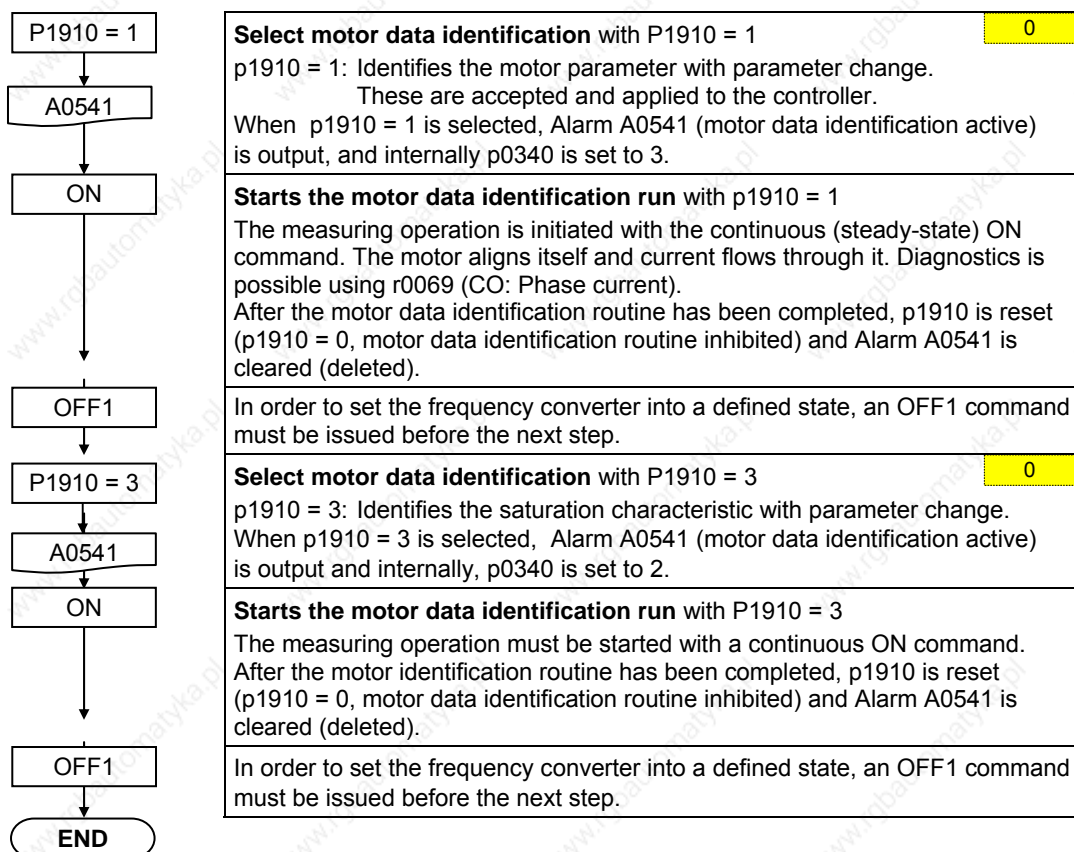 P1910 = 1
Select motor data identification with P1910 = 1
0
p1910 = 1: Identifies the motor parameter with parameter change.
These are accepted and applied to the controller.
A0541
When p1910 = 1 is selected, Alarm A0541 (motor data identification active)
is output, and internally p0340 is set to 3.
ON
Starts the motor data identification run with p1910 = 1
The measuring operation is initiated with the continuous (steady-state) ON
command. The motor aligns itself and current flows through it. Diagnostics is
possible using r0069 (CO: Phase current).
After the motor data identification routine has been completed, p1910 is reset
(p1910 = 0, motor data identification routine inhibited) and Alarm A0541 is
cleared (deleted).
OFF1
In order to set the frequency converter into a defined state, an OFF1 command
must be issued before the next step.
P1910 = 3
Select motor data identification with P1910 = 3
0
p1910 = 3: Identifies the saturation characteristic with parameter change.
A0541
When p1910 = 3 is selected, Alarm A0541 (motor data identification active)
is output and internally, p0340 is set to 2.
ON
Starts the motor data identification run with P1910 = 3
The measuring operation must be started with a continuous ON command.
After the motor identification routine has been completed, p1910 is reset
(p1910 = 0, motor data identification routine inhibited) and Alarm A0541 is
cleared (deleted).
OFF1
In order to set the frequency converter into a defined state, an OFF1 command
must be issued before the next step.
END
www.rgbautomatyka.pl